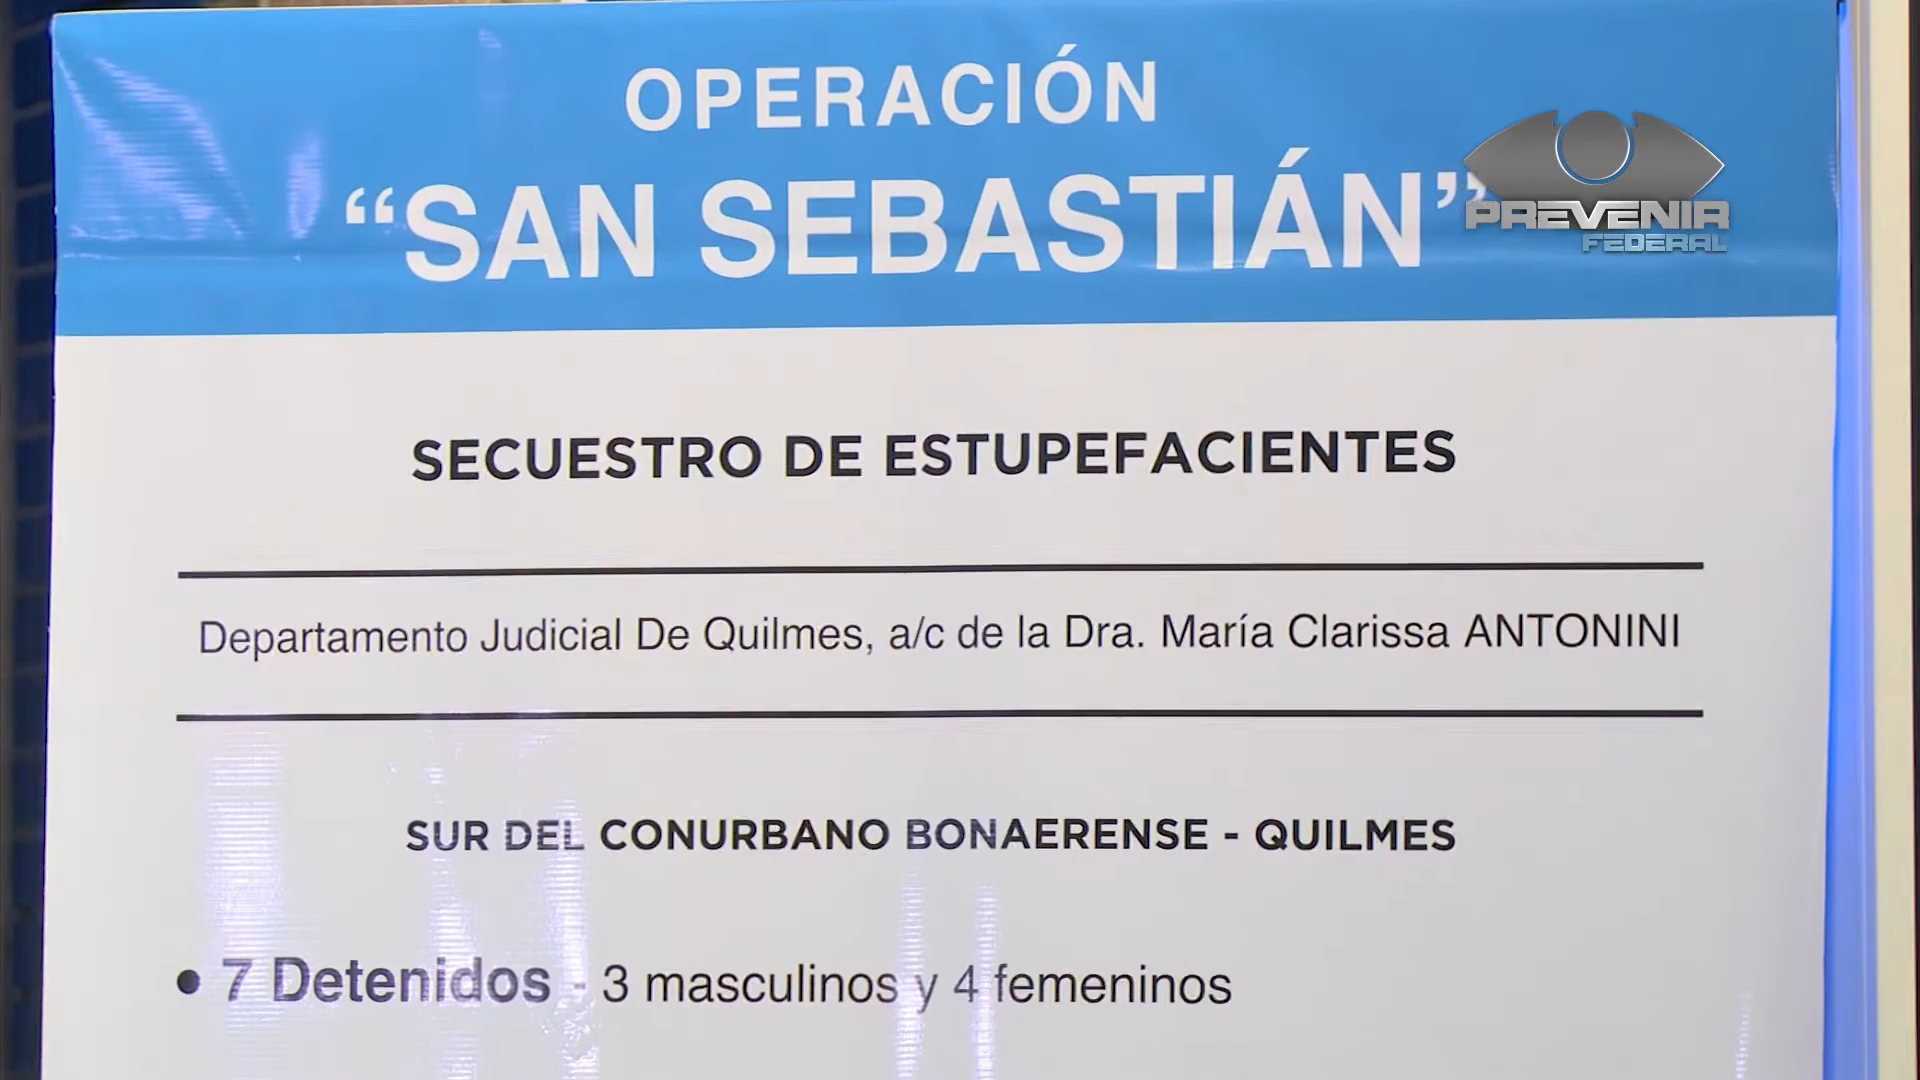 OPERACIÓN
“SAN SEBASTIÁN”
PREVENIR
FEDERAL
SECUESTRO DE ESTUPEFACIENTES
Departamento Judicial De Quilmes, a/c de la Dra. María Clarissa ANTONINI
SUR DEL CONURBANO BONAERENSE - QUILMES
• 7 Detenidos - 3 masculinos y 4 femeninos